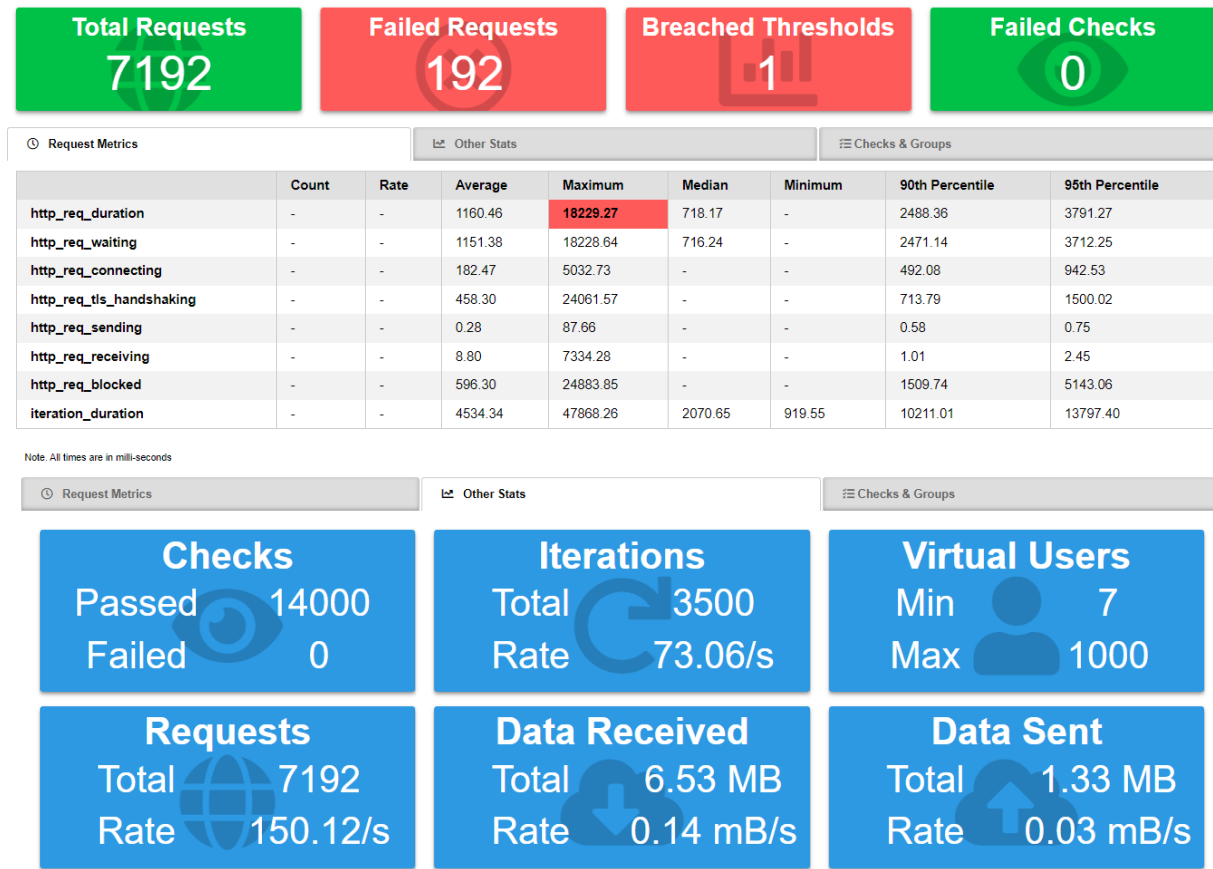 Total Requests Failed Requests Breached Thresholds Failed Checks
7192 192 1 0
Request Metrics Other Stats Checks & Groups
Count Rate Average Maximum Median Minimum 90th Percentile 95th Percentile
http_req_duration - - 1160.46 18229.27 718.17 - 2488.36 3791.27
http_req_waiting - - 1151.38 18228.64 716.24 - 2471.14 3712.25
http_req_connecting - - 182.47 5032.73 - - 492.08 942.53
http_req_tls_handshaking - - 458.30 24061.57 - - 713.79 1500.02
http_req_sending - - 0.28 87.66 - - 0.58 0.75
http_req_receiving - - 8.80 7334.28 - - 1.01 2.45
http_req_blocked - - 596.30 24883.85 - - 1509.74 5143.06
iteration_duration - - 4534.34 47868.26 2070.65 919.55 10211.01 13797.40
Note. All times are in milli-seconds
Request Metrics Other Stats Checks & Groups
Checks Iterations Virtual Users
Passed 14000 Total 3500 Min 7
Failed 0 Rate 73.06/s Max 1000
Requests Data Received Data Sent
Total 7192 Total 6.53 MB Total 1.33 MB
Rate 150.12/s Rate 0.14 mB/s Rate 0.03 mB/s